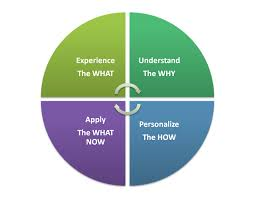 Experience
The WHAT
Understand
The WHY
Apply
The WHAT
NOW
Personalize
The HOW